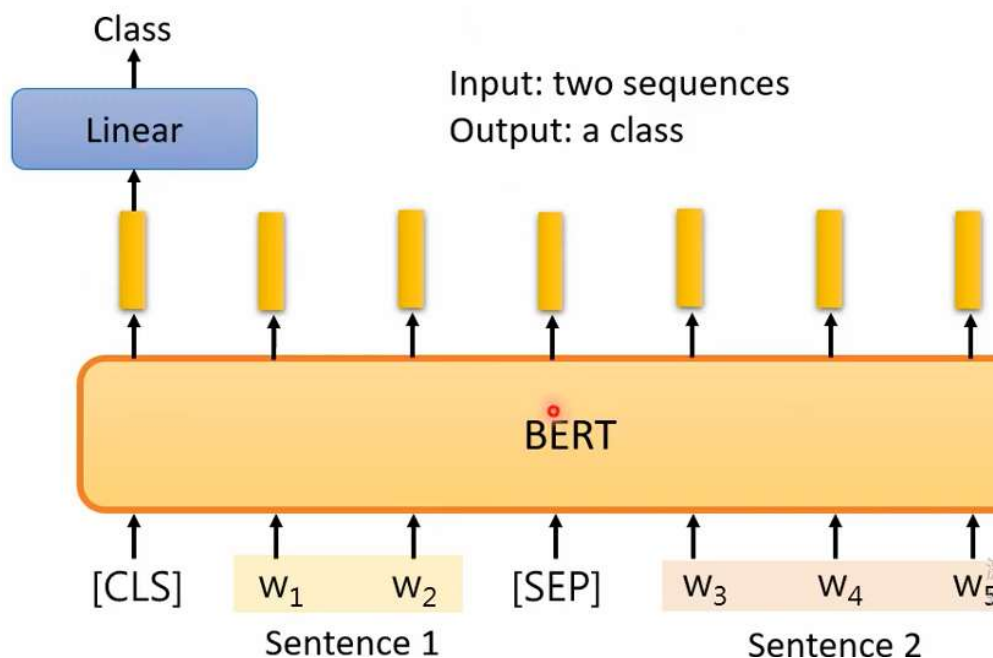 Class
Linear
Input: two sequences
Output: a class
BERT
[CLS] w₁ w₂ [SEP] w₃ w₄ w₅
Sentence 1 Sentence 2